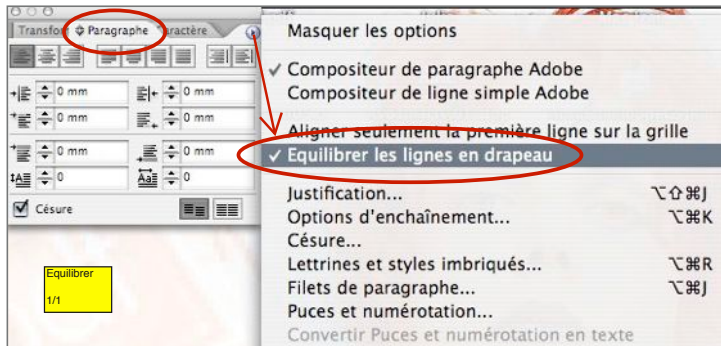 Transfor Paragraphe aractère
0 mm 0 mm
0 mm 0 mm
0 mm 0 mm
0 0
Césure
Equilibrer
1/1
Masquer les options
✓ Compositeur de paragraphe Adobe
Compositeur de ligne simple Adobe
Aligner seulement la première ligne sur la grille
✓ Equilibrer les lignes en drapeau
Justification... ⌥⇧⌘J
Options d'enchaînement... ⌥⌘K
Césure...
Lettrines et styles imbriqués... ⌥⌘R
Filets de paragraphe... ⌥⌘J
Puces et numérotation...
Convertir Puces et numérotation en texte